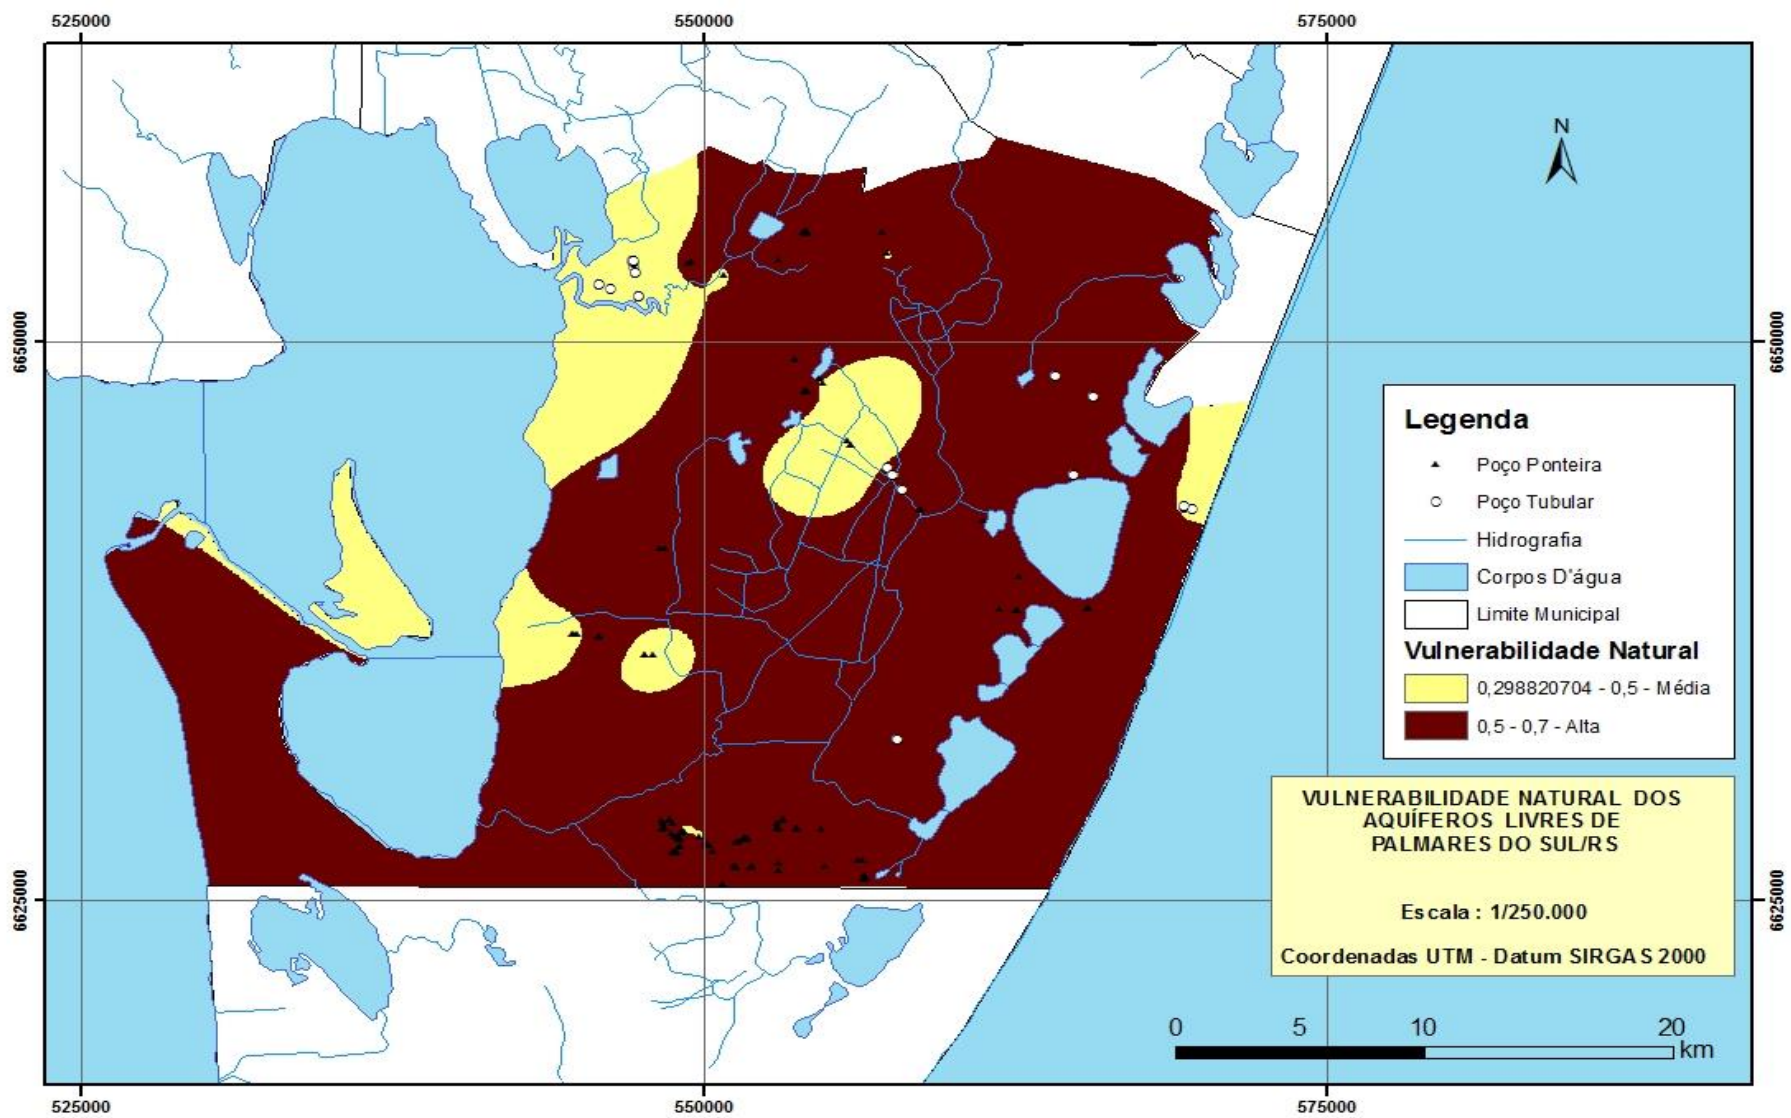 525000
550000
575000
N
6650000
6650000
Legenda
Poço Ponteira
Poço Tubular
Hidrografia
Corpos D'água
Limite Municipal
Vulnerabilidade Natural
0,298820704 - 0,5 - Média
0,5 - 0,7 - Alta
VULNERABILIDADE NATURAL DOS
AQUÍFEROS LIVRES DE
PALMARES DO SUL/RS
Escala : 1/250.000
Coordenadas UTM - Datum SIRGAS 2000
6625000
6625000
0 5 10 20
km
525000
550000
575000